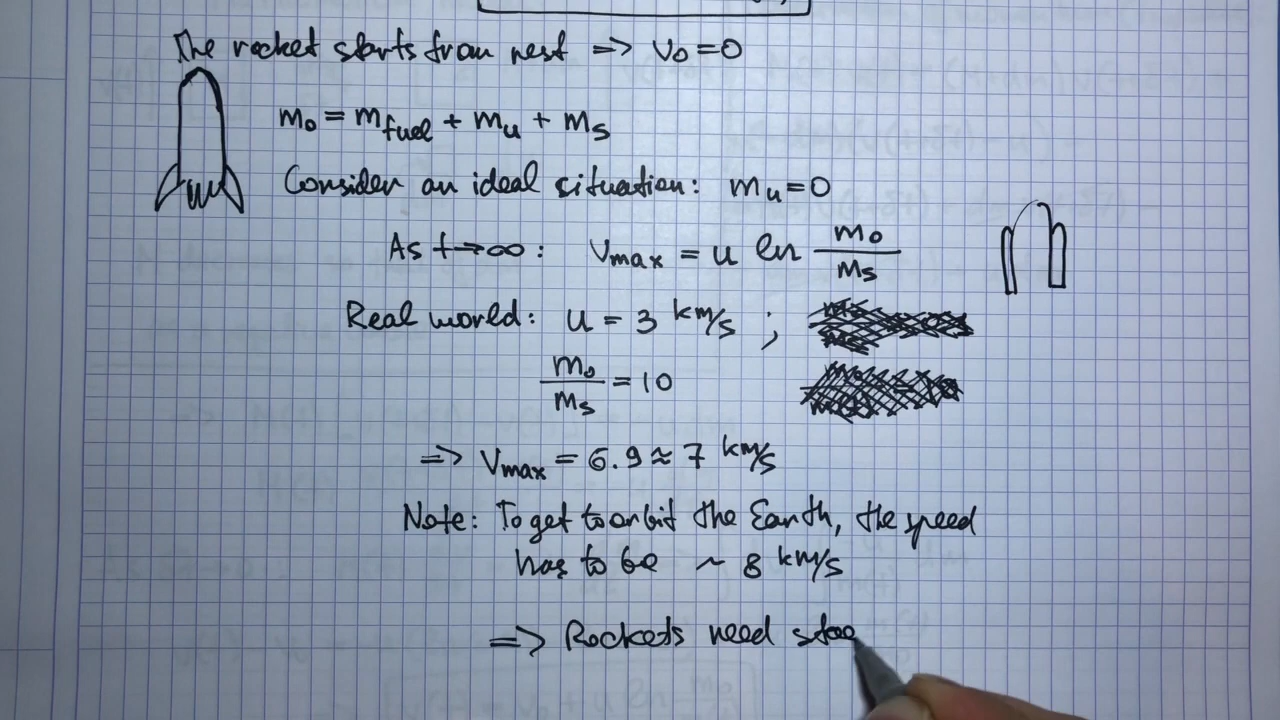 The rocket starts from rest => v₀ = 0
m₀ = m_fuel + m_u + m_s
Consider an ideal situation: m_u = 0
As t → ∞ : v_max = u ln m₀/m_s
Real world: u = 3 km/s ;
m₀/m_s = 10
=> v_max = 6.9 ≈ 7 km/s
Note: To get to orbit the Earth, the speed
has to be ~ 8 km/s
=> Rockets need